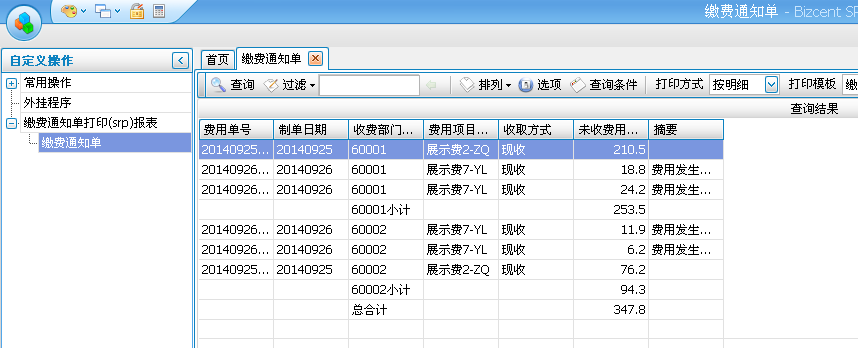 缴费通知单 - Bizcent SP
自定义操作
常用操作
外挂程序
缴费通知单打印(srp)报表
缴费通知单
首页 缴费通知单
查询 过滤 排列 选项 查询条件 打印方式 按明细 打印模板 缴
查询结果
费用单号 制单日期 收费部门... 费用项目... 收取方式 未收费用... 摘要
20140925... 20140925 60001 展示费2-ZQ 现收 210.5
20140926... 20140926 60001 展示费7-YL 现收 18.8 费用发生...
20140926... 20140926 60001 展示费7-YL 现收 24.2 费用发生...
60001小计 253.5
20140926... 20140926 60002 展示费7-YL 现收 11.9 费用发生...
20140926... 20140926 60002 展示费7-YL 现收 6.2 费用发生...
20140925... 20140925 60002 展示费2-ZQ 现收 76.2
60002小计 94.3
总合计 347.8